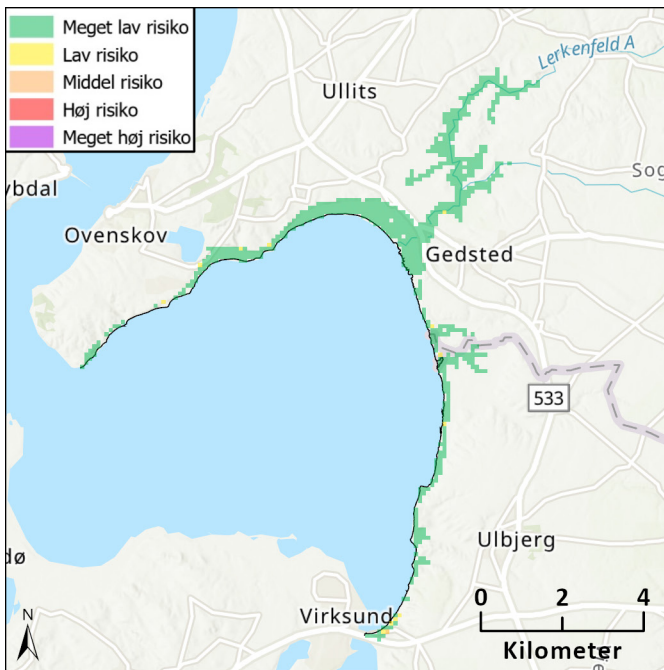 Meget lav risiko
Lav risiko
Middel risiko
Høj risiko
Meget høj risiko
Lerkenfeld A
Ullits
Sog
vbdal
Ovenskov
Gedsted
533
Ulbjerg
dø
Virksund
0 2 4
Kilometer
N